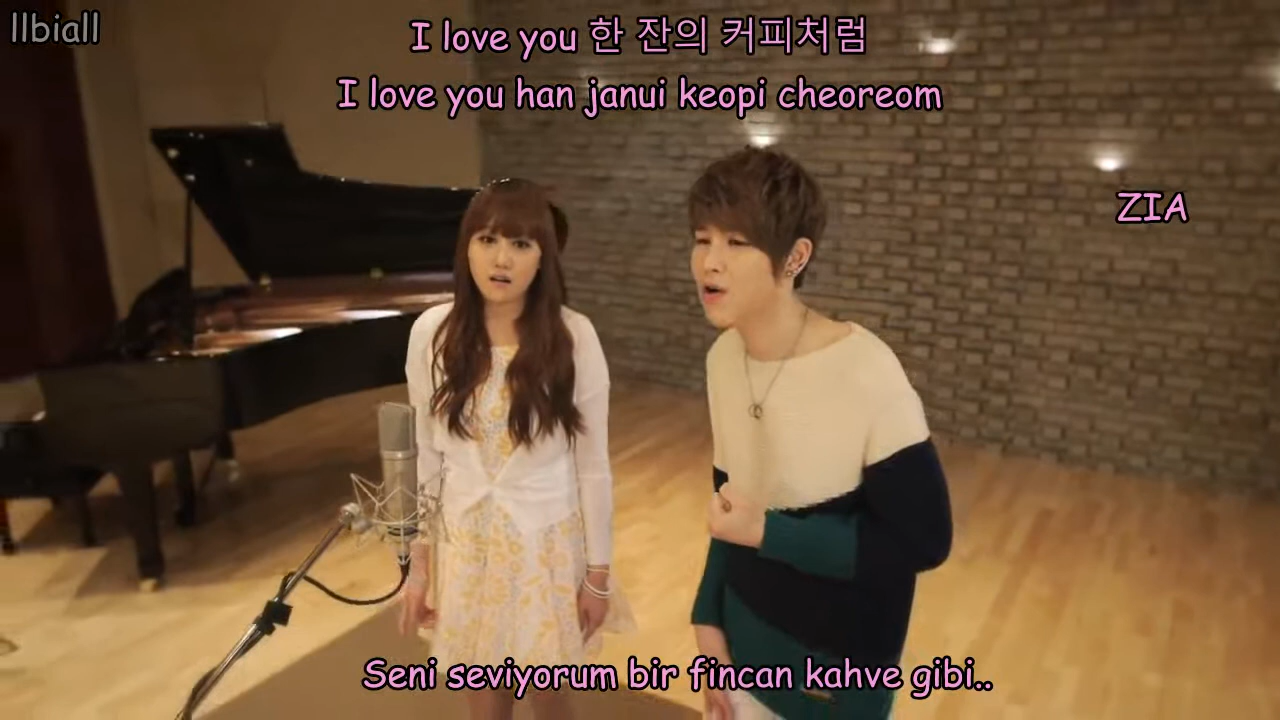 llbiall
I love you 한 잔의 커피처럼
I love you han janui keopi cheoreom
ZIA
Seni seviyorum bir fincan kahve gibi..